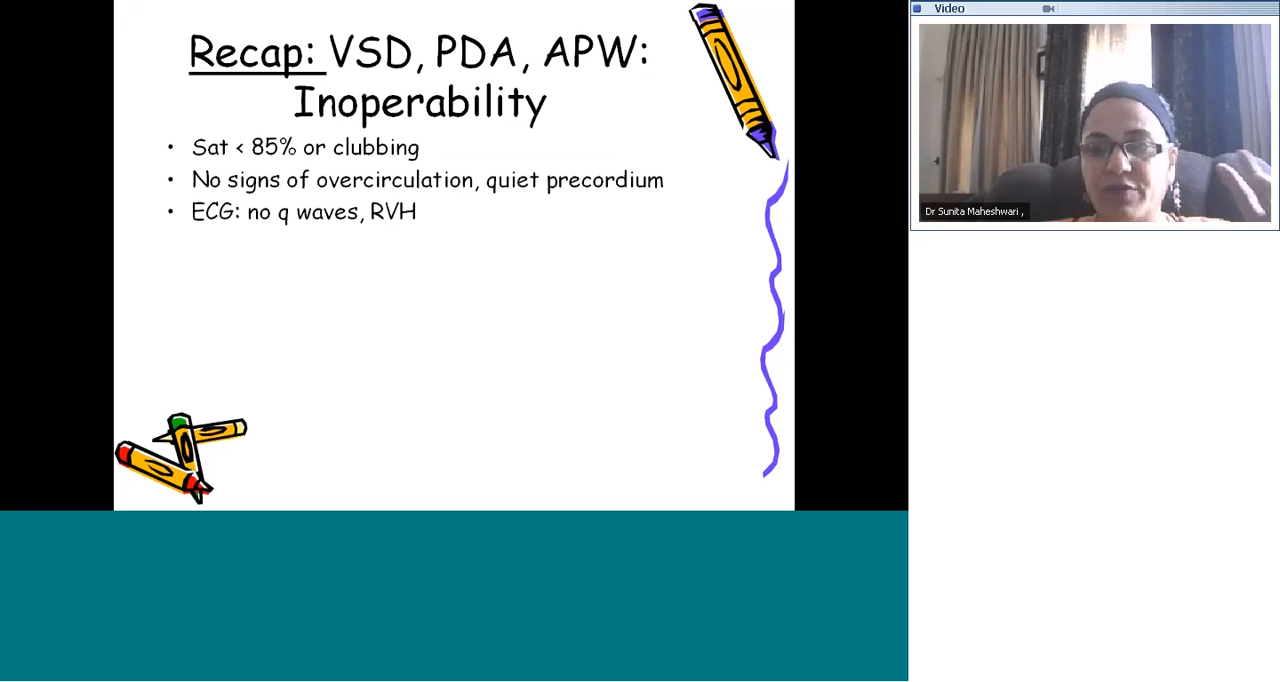 Recap: VSD, PDA, APW:
Inoperability
• Sat < 85% or clubbing
• No signs of overcirculation, quiet precordium
• ECG: no q waves, RVH
Video
Dr Sunita Maheshwari ,